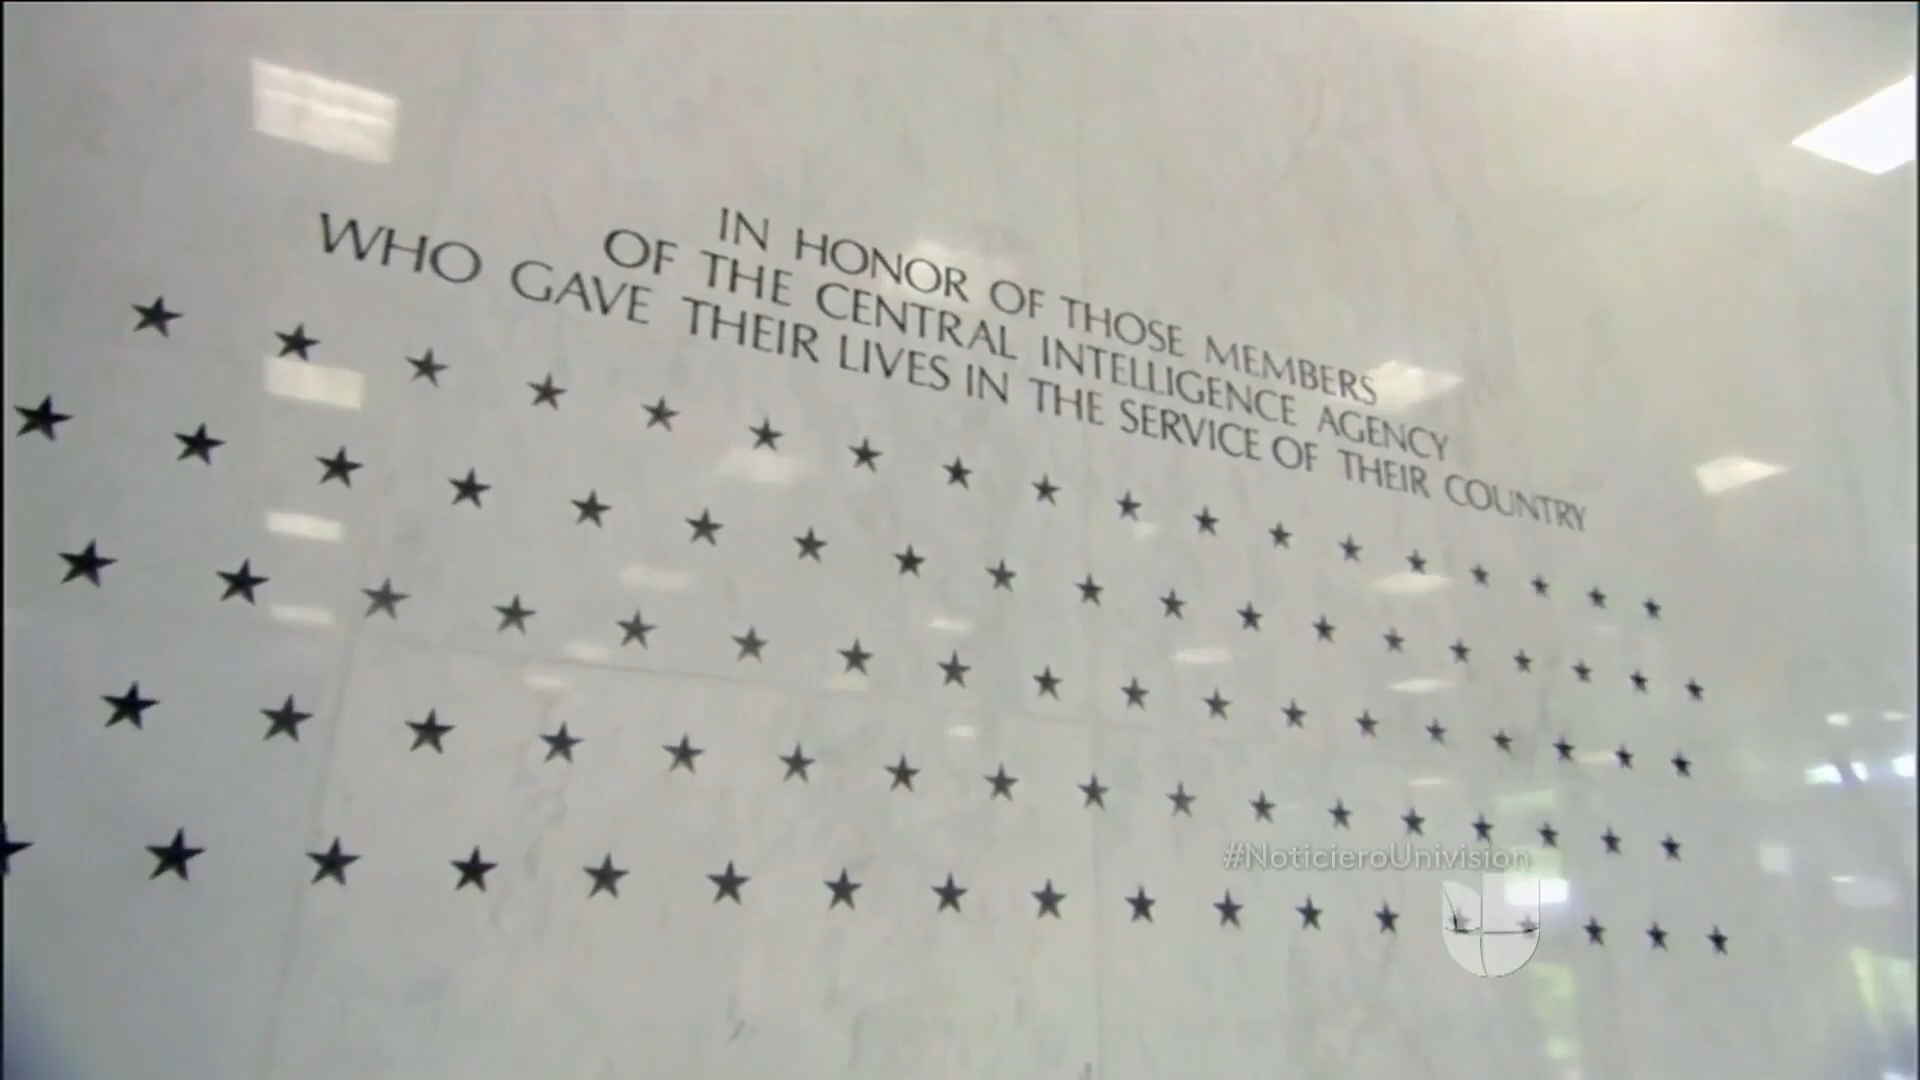 IN HONOR OF THOSE MEMBERS
OF THE CENTRAL INTELLIGENCE AGENCY
WHO GAVE THEIR LIVES IN THE SERVICE OF THEIR COUNTRY
#NoticieroUnivision